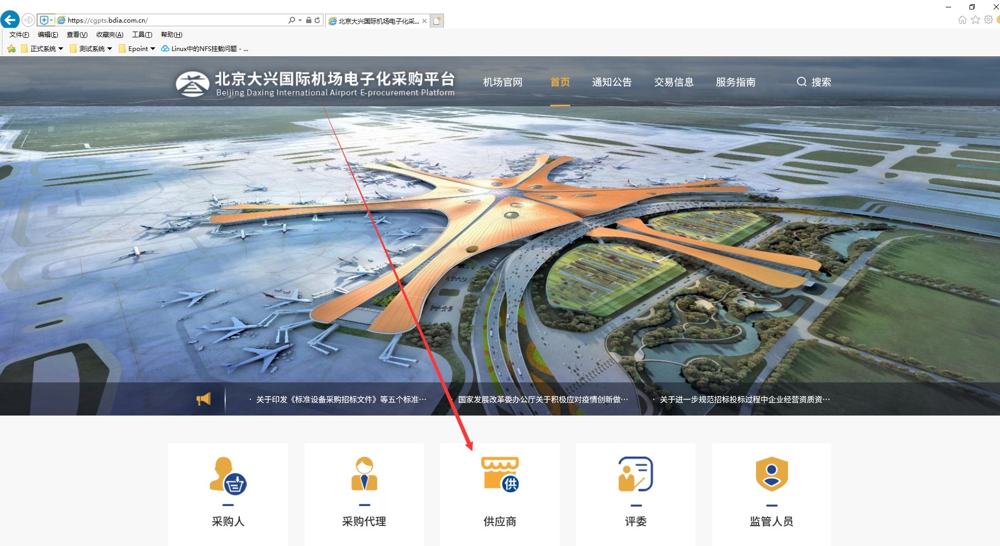 https://cgpts.bdia.com.cn/
北京大兴国际机场电子化采...
文件(F) 编辑(E) 查看(V) 收藏夹(A) 工具(T) 帮助(H)
正式系统 测试系统 Epoint Linux中的NFS挂载问题 - ...
北京大兴国际机场电子化采购平台
Beijing Daxing International Airport E-procurement Platform
机场官网 首页 通知公告 交易信息 服务指南 搜索
· 关于印发《标准设备采购招标文件》等五个标准…
· 国家发展改革委办公厅关于积极应对疫情创新做…
· 关于进一步规范招标投标过程中企业经营资质资…
供
采购人 采购代理 供应商 评委 监管人员